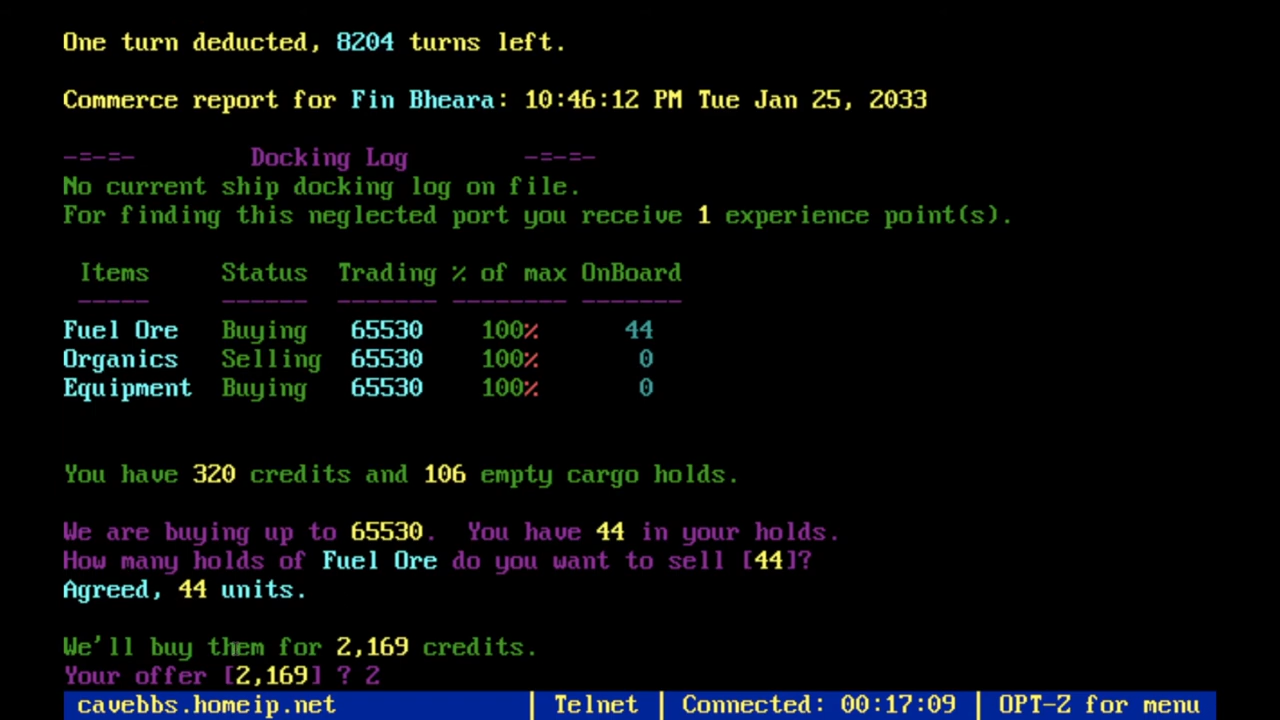 One turn deducted, 8204 turns left.
Commerce report for Fin Bheara: 10:46:12 PM Tue Jan 25, 2033
-=-=-        Docking Log        -=-=-
No current ship docking log on file.
For finding this neglected port you receive 1 experience point(s).
Items     Status  Trading % of max OnBoard
-----     ------  ------- -------- -------
Fuel Ore   Buying   65530    100%      44
Organics   Selling  65530    100%       0
Equipment  Buying   65530    100%       0
You have 320 credits and 106 empty cargo holds.
We are buying up to 65530.  You have 44 in your holds.
How many holds of Fuel Ore do you want to sell [44]?
Agreed, 44 units.
We'll buy them for 2,169 credits.
Your offer [2,169] ? 2
cavebbs.homeip.net | Telnet | Connected: 00:17:09 | OPT-Z for menu